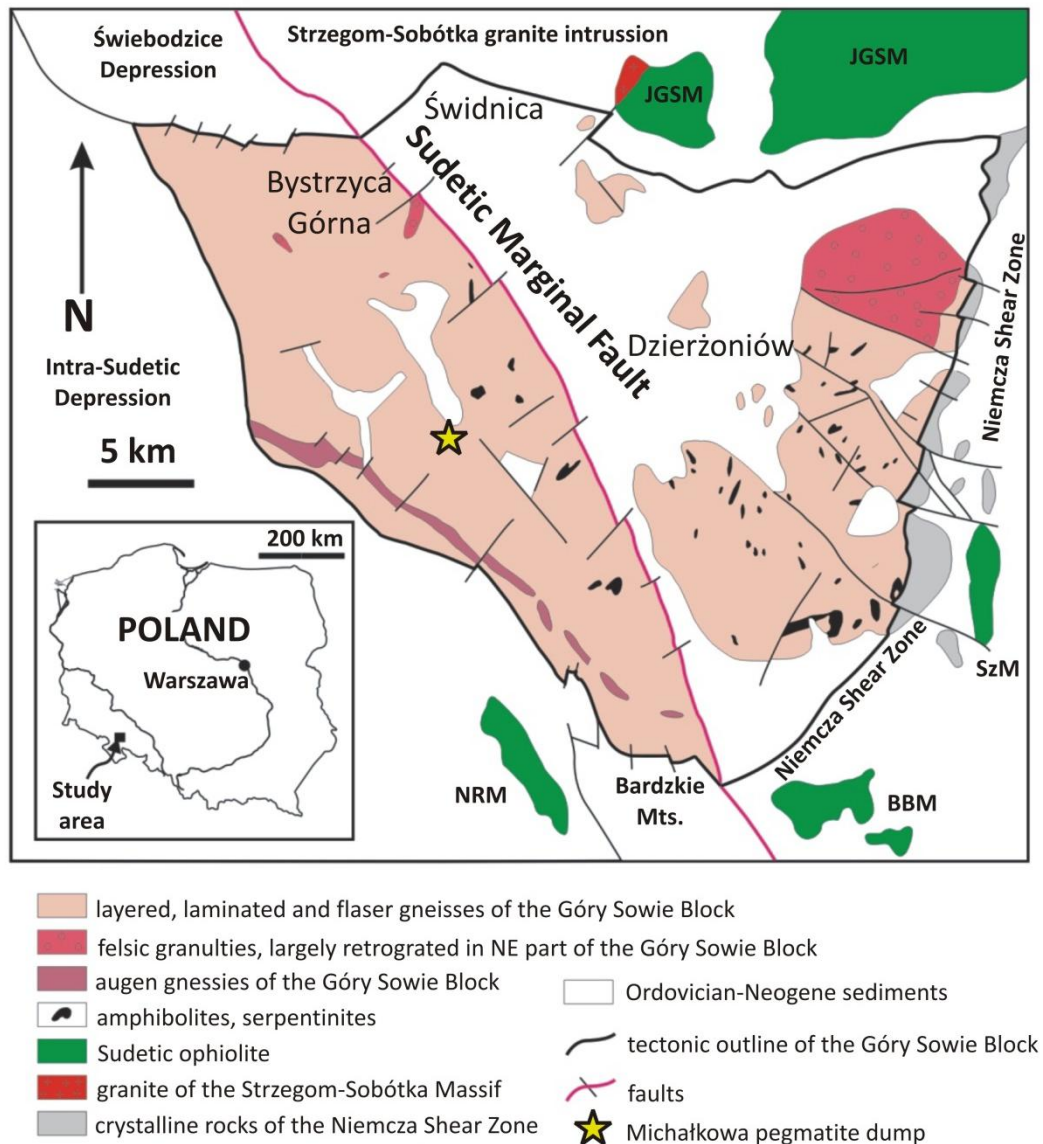 Świebodzice
Depression
Strzegom-Sobótka granite intrussion
JGSM
JGSM
Świdnica
Sudetic Marginal Fault
Bystrzyca
Górna
N
Niemcza Shear Zone
Dzierżoniów
Intra-Sudetic
Depression
5 km
200 km
POLAND
Warszawa
Study
area
SzM
Niemcza Shear Zone
NRM
Bardzkie
Mts.
BBM
layered, laminated and flaser gneisses of the Góry Sowie Block
felsic granulties, largely retrograted in NE part of the Góry Sowie Block
augen gnessies of the Góry Sowie Block
amphibolites, serpentinites
Sudetic ophiolite
granite of the Strzegom-Sobótka Massif
crystalline rocks of the Niemcza Shear Zone
Ordovician-Neogene sediments
tectonic outline of the Góry Sowie Block
faults
Michałkowa pegmatite dump